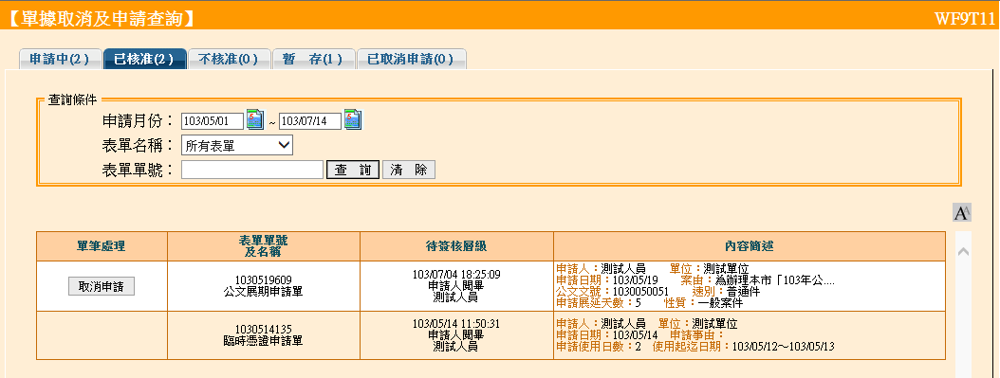 【單據取消及申請查詢】 WF9T11
申請中(2) 已核准(2) 不核准(0) 暫 存(1) 已取消申請(0)
查詢條件
申請月份： 103/05/01 ~ 103/07/14
表單名稱： 所有表單
表單單號： 查 詢 清 除
A
單筆處理 表單單號及名稱 待簽核層級 內容簡述
取消申請
1030519609
公文展期申請單
103/07/04 18:25:09
申請人閱畢
測試人員
申請人：測試人員 單位：測試單位
申請日期：103/05/19 案由：為辦理本市「103年公....
公文文號：1030050051 速別：普通件
申請展延天數：5 性質：一般案件
1030514135
臨時憑證申請單
103/05/14 11:50:31
申請人閱畢
測試人員
申請人：測試人員 單位：測試單位
申請日期：103/05/14 申請事由：
申請使用日數：2 使用起迄日期：103/05/12～103/05/13